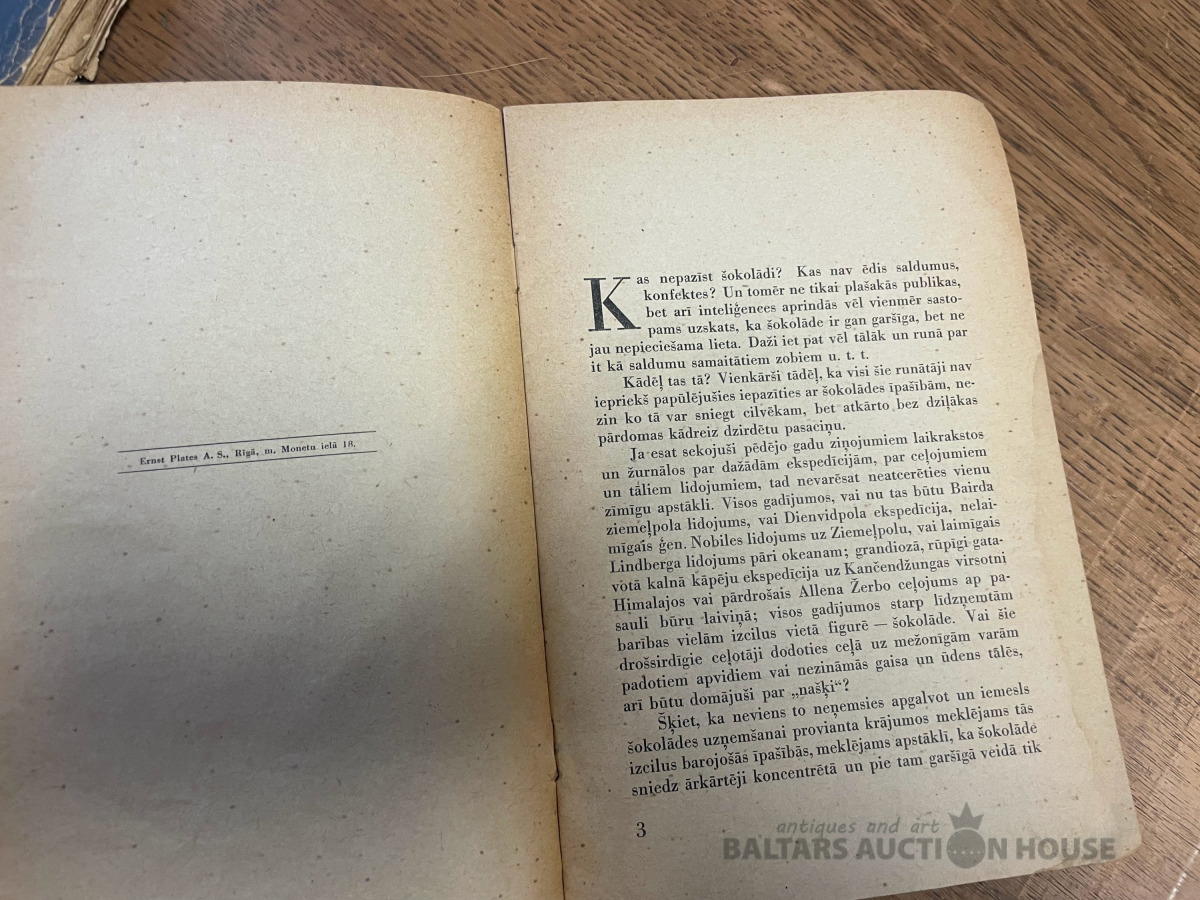 Ernst Plates A. S., Rīgā, m. Monetu ielā 18.
Kas nepazīst šokolādi? Kas nav ēdis saldumus,
konfektes? Un tomēr ne tikai plašakās publikas,
bet arī inteliģences aprindās vēl vienmēr sasto-
pams uzskats, ka šokolāde ir gan garšīga, bet ne
jau nepieciešama lieta. Daži iet pat vēl tālāk un runā par
it kā saldumu samaitātiem zobiem u. t. t.
Kādēļ tas tā? Vienkārši tādēļ, ka visi šie runātāji nav
iepriekš papūlējušies iepazīties ar šokolādes īpašībām, ne-
zin ko tā var sniegt cilvēkam, bet atkārto bez dziļākas
pārdomas kādreiz dzirdētu pasaciņu.
Ja esat sekojuši pēdējo gadu ziņojumiem laikrakstos
un žurnālos par dažādām ekspedīcijām, par ceļojumiem
un tāliem lidojumiem, tad nevarēsat neatcerēties vienu
zīmīgu apstākli. Visos gadījumos, vai nu tas būtu Bairda
ziemeļpola lidojums, vai Dienvidpola ekspedīcija, nelai-
mīgais ģen. Nobiles lidojums uz Ziemeļpolu, vai laimīgais
Lindberga lidojums pāri okeanam; grandiozā, rūpīgi gata-
votā kalnā kāpēju ekspedīcija uz Kančendžungas virsotni
Himalajos vai pārdrošais Allena Žerbo ceļojums ap pa-
sauli būru laiviņā; visos gadījumos starp līdzņemtām
barības vielām izcilus vietā figurē — šokolāde. Vai šie
drošsirdīgie ceļotāji dodoties ceļā uz mežonīgām varām
padotiem apvidiem vai nezināmās gaisa un ūdens tālēs,
arī būtu domājuši par „našķi“?
Šķiet, ka neviens to neņemsies apgalvot un iemesls
šokolādes uzņemšanai provianta krājumos meklējams tās
izcilus barojošās īpašībās, meklējams apstāklī, ka šokolāde
sniedz ārkārtēji koncentrētā un pie tam garšīgā veidā tik
3
antiques and art
BALTARS AUCTION HOUSE